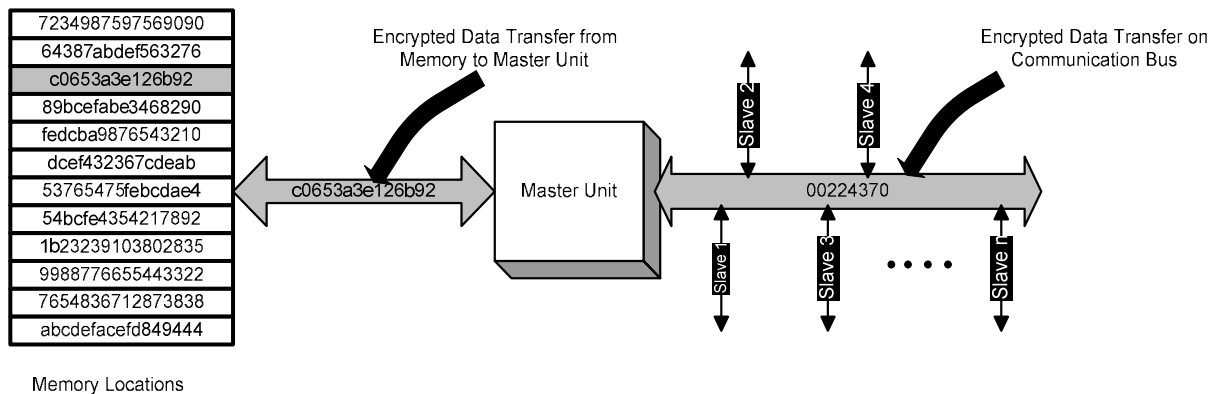 7234987597569090
64387abdef563276
c0653a3e126b92
89bcefabe3468290
fedcba9876543210
dcef432367cdeab
53765475febcdae4
54bcfe4354217892
1b23239103802835
9988776655443322
7654836712873838
abcdefacefd849444
Memory Locations
Encrypted Data Transfer from
Memory to Master Unit
c0653a3e126b92
Master Unit
Encrypted Data Transfer on
Communication Bus
Slave 2
Slave 4
00224370
Slave 1
Slave 3
Slave n